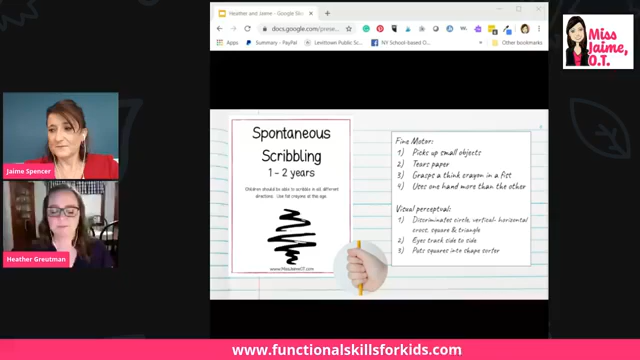 Heather and Jaime - Google Slid
docs.google.com/prese
Apps
Paypal Summary - PayPal
Levittown Public Sc
NY School-based O
Other bookmarks
Miss
Jaime,
O.T.
Jaime Spencer
Heather Greutman
Spontaneous
Scribbling
1 - 2 years
Children should be able to scribble in all different
directions. Use fat crayons at this age.
www.MissJaimeOT.com
Fine Motor:
1) Picks up small objects
2) Tears paper
3) Grasps a think crayon in a fist
4) Uses one hand more than the other
Visual perceptual:
1) Discriminates circle, vertical- horizontal
cross, square & triangle
2) Eyes track side to side
3) Puts squares into shape sorter
www.functionalskillsforkids.com